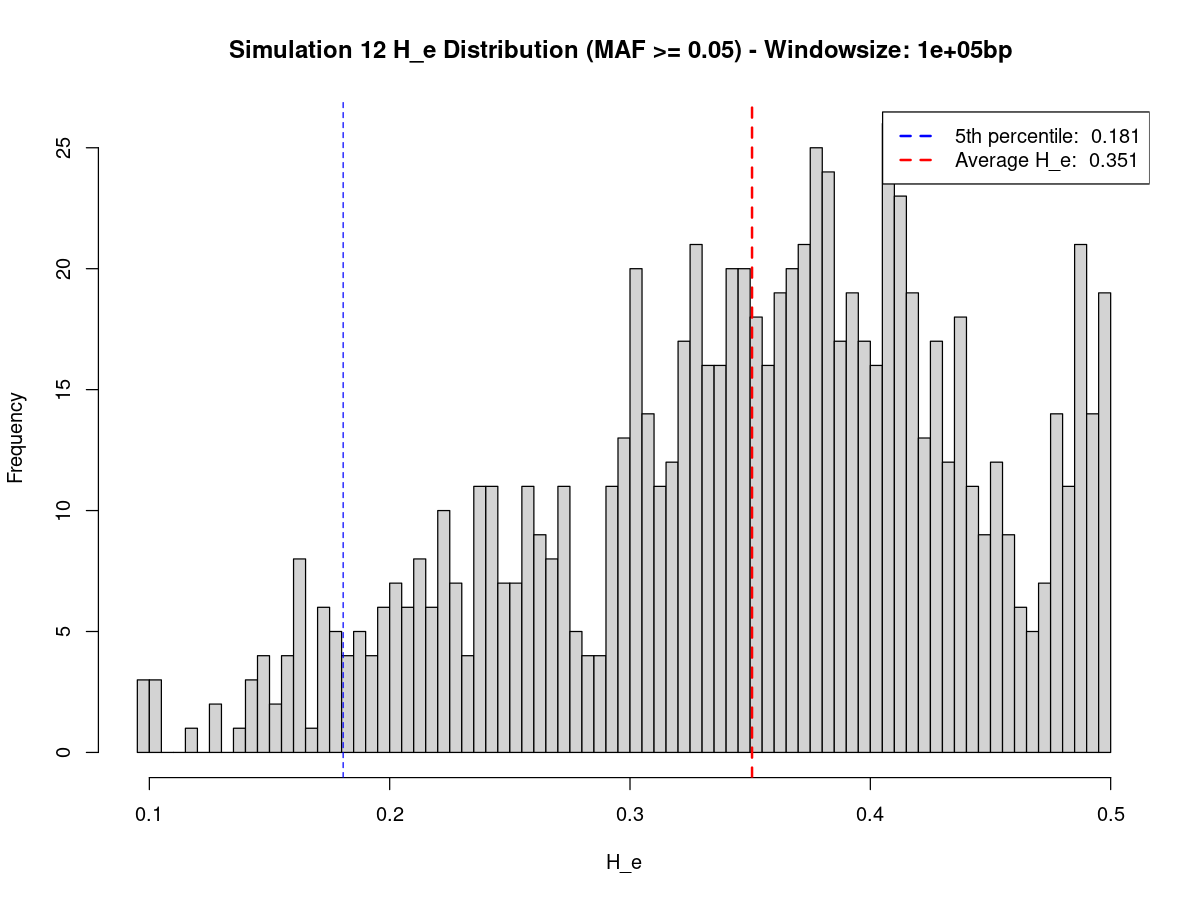 Simulation 12 H_e Distribution (MAF >= 0.05) - Windowsize: 1e+05bp
5th percentile: 0.181
Average H_e: 0.351
Frequency
25
20
15
10
5
0
0.1 0.2 0.3 0.4 0.5
H_e